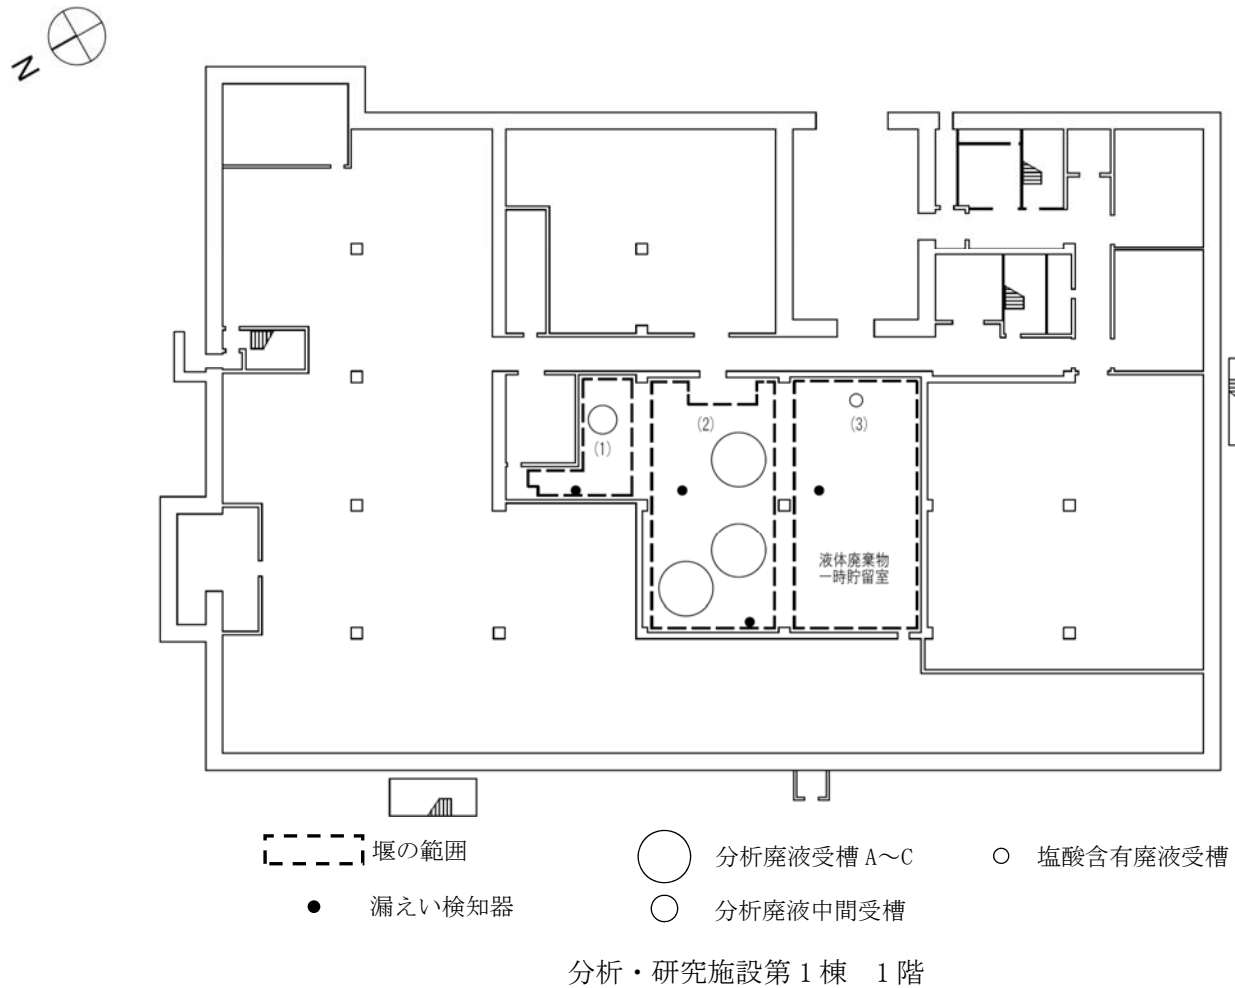 N
(1)
(2)
(3)
液体廃棄物
一時貯留室
堰の範囲
分析廃液受槽 A～C
塩酸含有廃液受槽
漏えい検知器
分析廃液中間受槽
分析・研究施設第１棟　１階